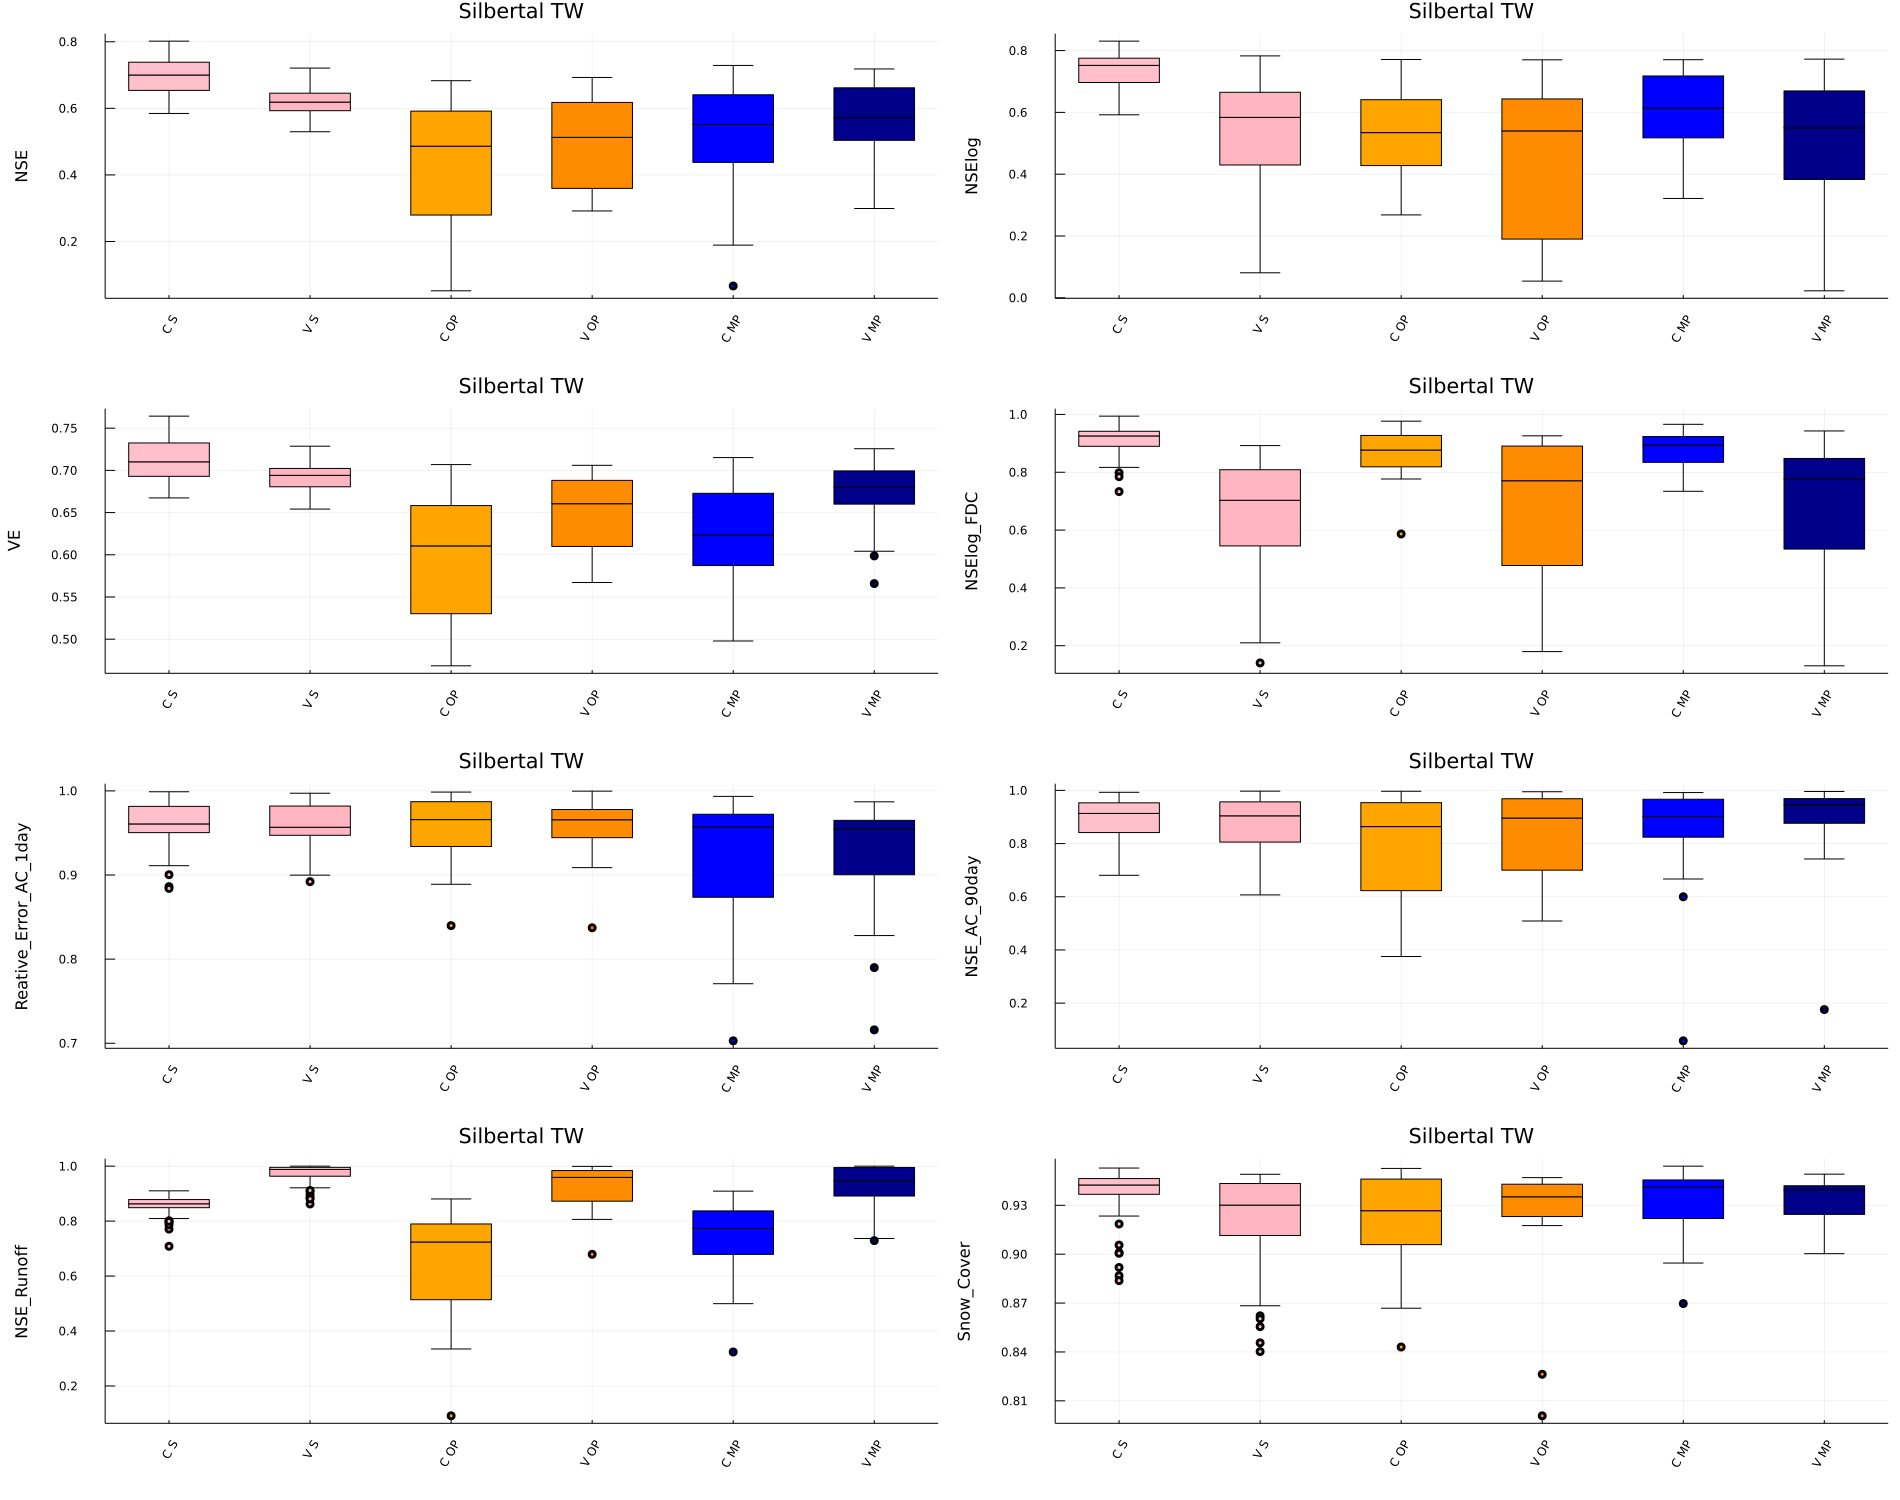 Silbertal TW
NSE
0.8
0.6
0.4
0.2
C S
V S
C OP
V OP
C MP
V MP
Silbertal TW
NSElog
0.8
0.6
0.4
0.2
0.0
C S
V S
C OP
V OP
C MP
V MP
Silbertal TW
VE
0.75
0.70
0.65
0.60
0.55
0.50
C S
V S
C OP
V OP
C MP
V MP
Silbertal TW
NSElog_FDC
1.0
0.8
0.6
0.4
0.2
C S
V S
C OP
V OP
C MP
V MP
Silbertal TW
Reative_Error_AC_1day
1.0
0.9
0.8
0.7
C S
V S
C OP
V OP
C MP
V MP
Silbertal TW
NSE_AC_90day
1.0
0.8
0.6
0.4
0.2
C S
V S
C OP
V OP
C MP
V MP
Silbertal TW
NSE_Runoff
1.0
0.8
0.6
0.4
0.2
C S
V S
C OP
V OP
C MP
V MP
Silbertal TW
Snow_Cover
0.93
0.90
0.87
0.84
0.81
C S
V S
C OP
V OP
C MP
V MP